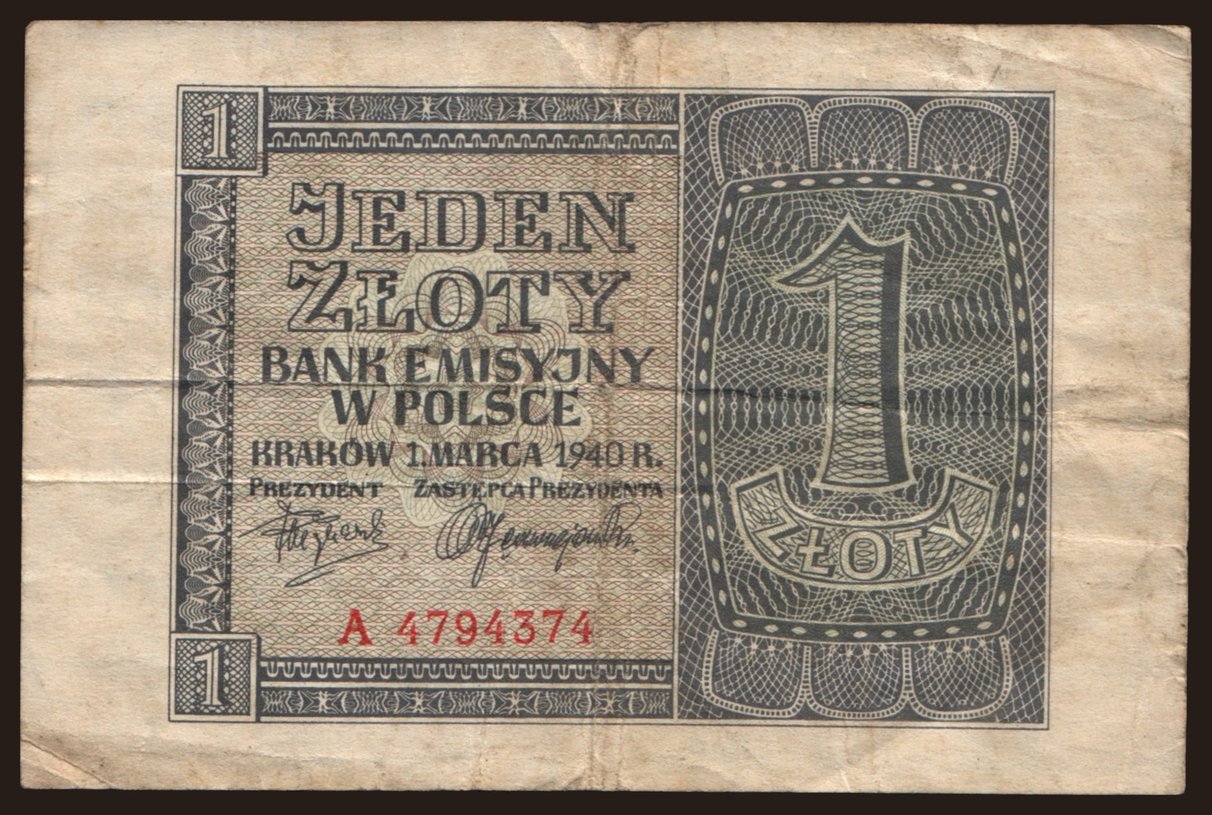 1
JEDEN
ZŁOTY
BANK EMISYJNY
W POLSCE
KRAKÓW 1. MARCA 1940 R.
PREZYDENT ZASTĘPCA PREZYDENTA
A 4794374
1
1
ZŁOTY